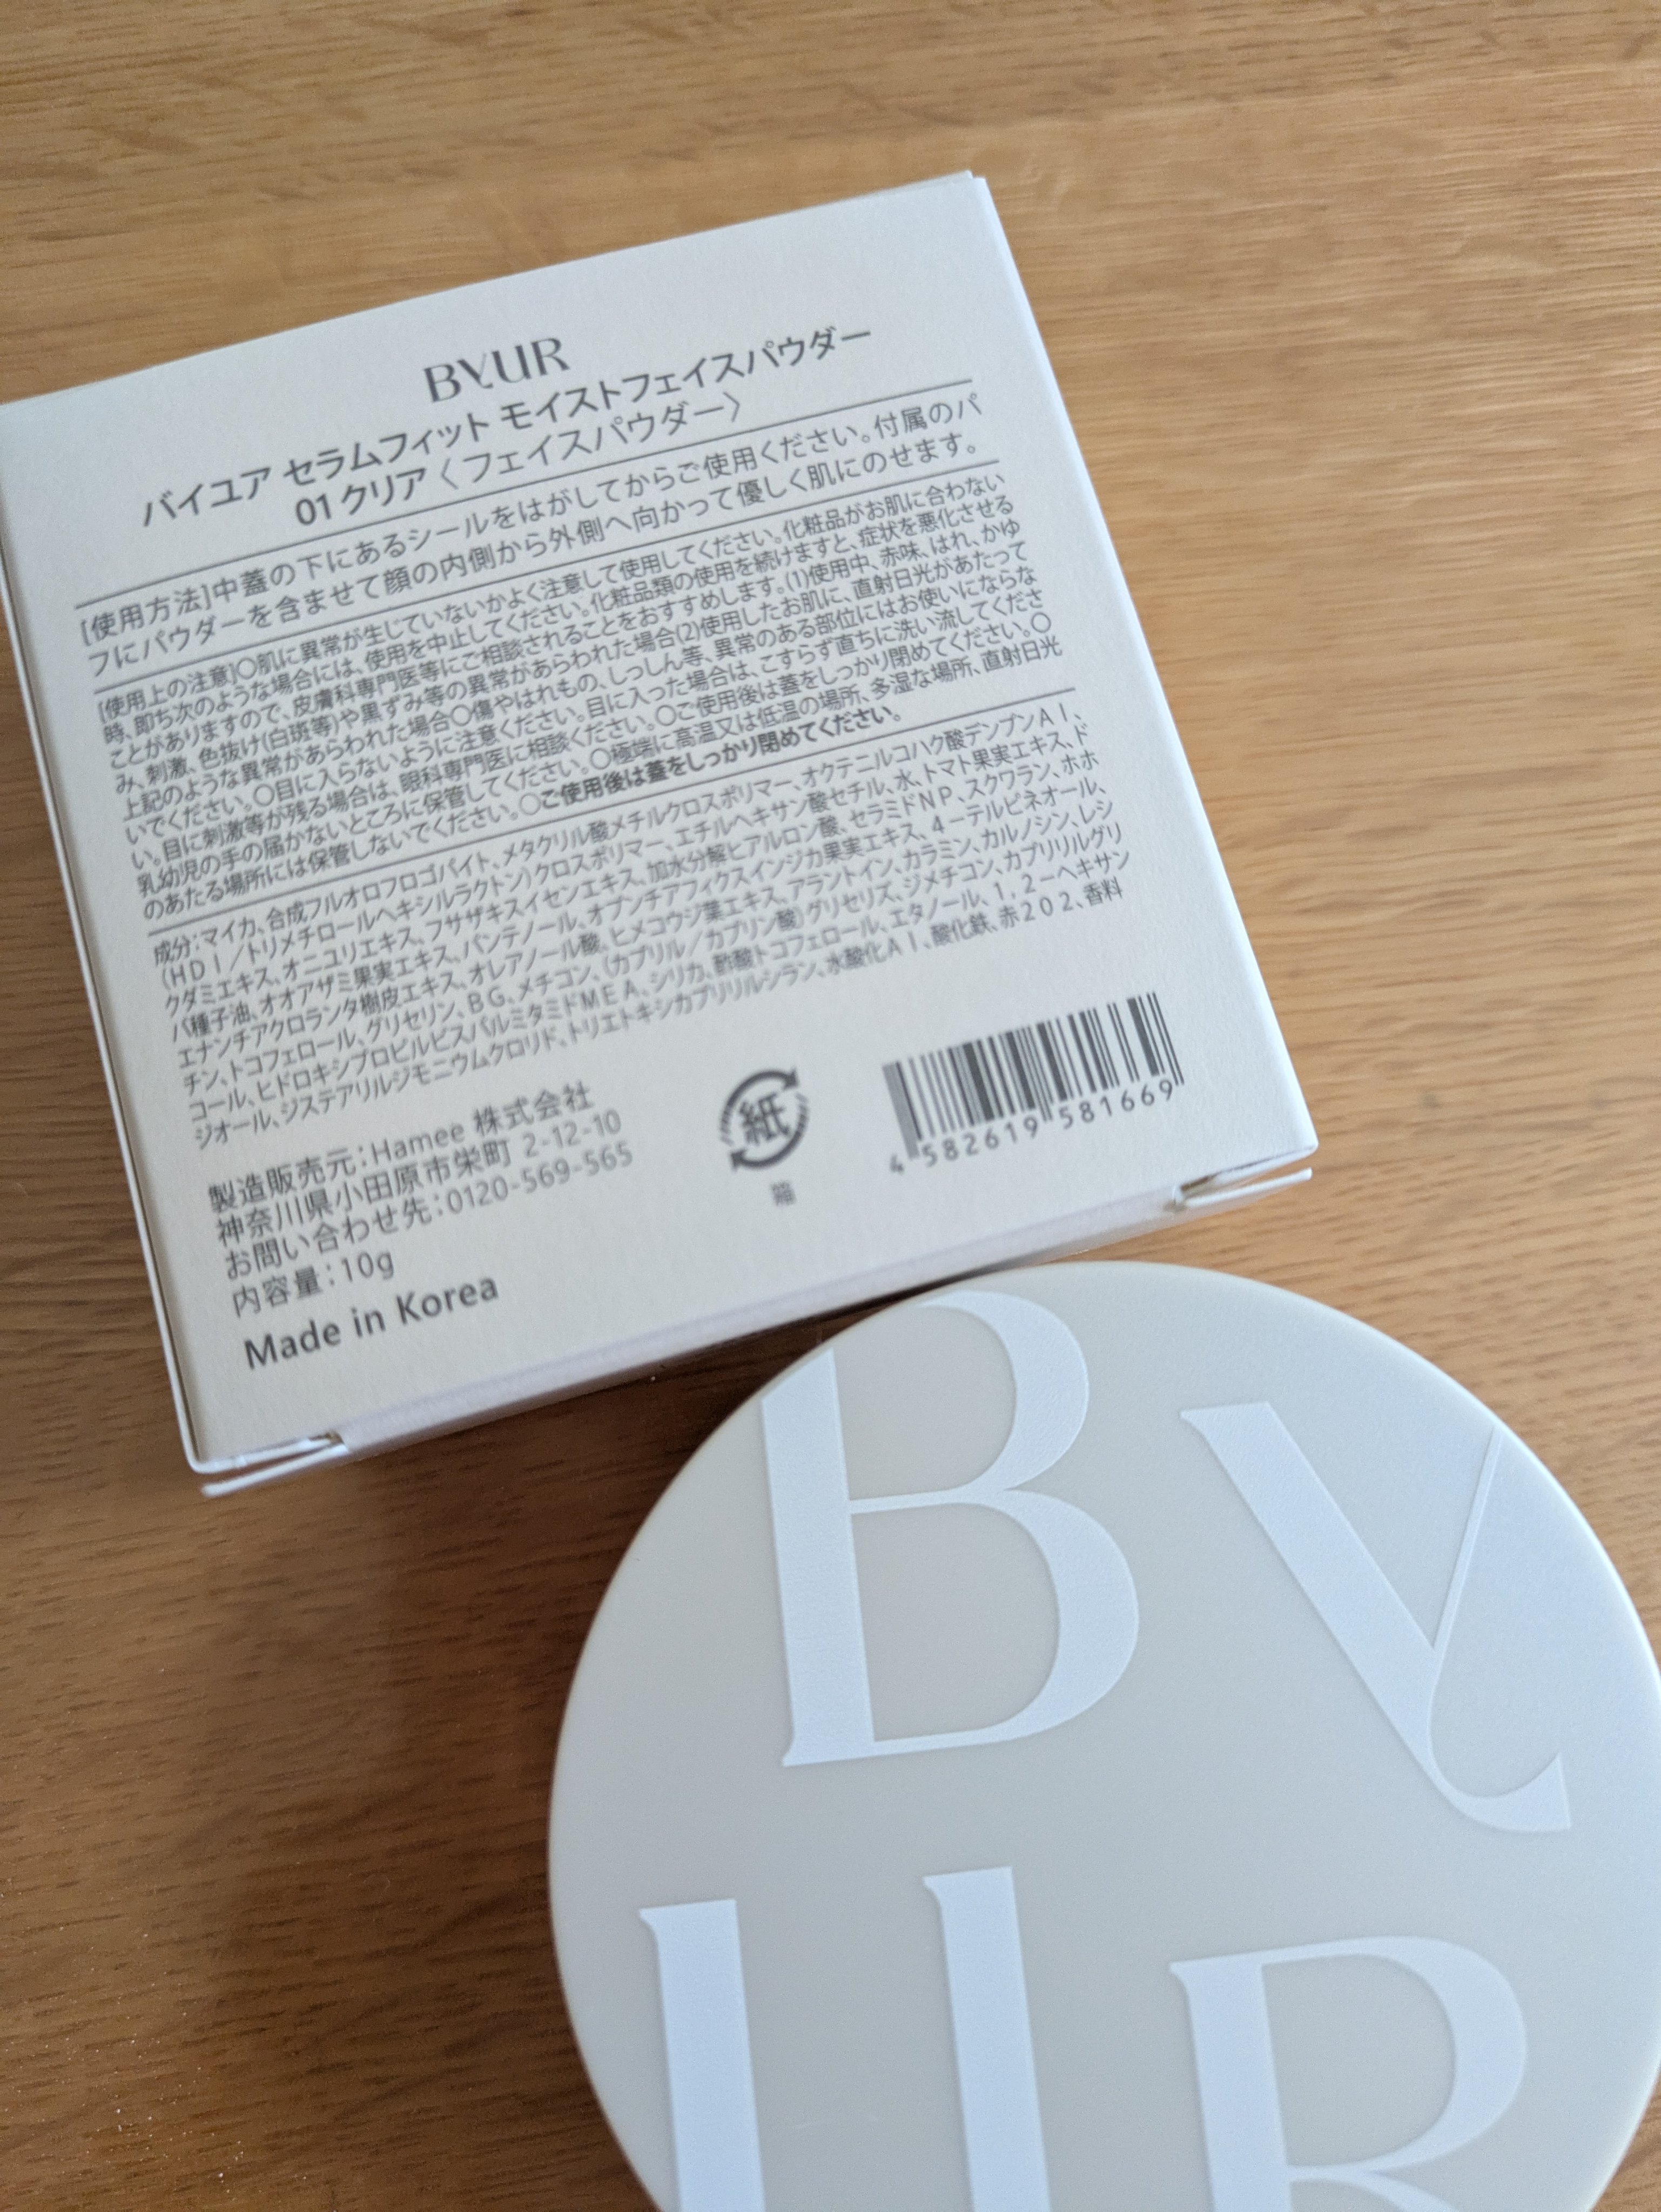 BYUR
バイユア セラムフィット モイストフェイスパウダー
01 クリア〈フェイスパウダー〉
[使用方法]中蓋の下にあるシールをはがしてからご使用ください。付属のパ
フにパウダーを含ませて顔の内側から外側へ向かって優しく肌にのせます。
[使用上の注意]〇肌に異常が生じていないかよく注意して使用してください。化粧品がお肌に合わない
時、即ち次のような場合には、使用を中止してください。化粧品類の使用を続けますと、症状を悪化させる
ことがありますので、皮膚科専門医等にご相談されることをおすすめします。(1)使用中、赤味、はれ、かゆ
み、刺激、色抜け(白斑等)や黒ずみ等の異常があらわれた場合(2)使用したお肌に、直射日光があたって
上記のような異常があらわれた場合〇傷やはれもの、しっしん等、異常のある部位にはお使いにならな
いでください。〇目に入らないように注意ください。目に入った場合は、こすらず直ちに洗い流してくださ
い。目に刺激等が残る場合は、眼科専門医に相談ください。〇ご使用後は蓋をしっかり閉めてください。〇
乳幼児の手の届かないところに保管してください。〇極端に高温又は低温の場所、多湿な場所、直射日光
のあたる場所には保管しないでください。〇ご使用後は蓋をしっかり閉めてください。
成分:マイカ、合成フルオロフロゴパイト、メタクリル酸メチルクロスポリマー、オクテニルコハク酸デンプンAl、
(HDI/トリメチロールヘキシルラクトン)クロスポリマー、エチルヘキサン酸セチル、水、トマト果実エキス、ド
クダミエキス、オニユリエキス、フサザキスイセンエキス、加水分解ヒアルロン酸、セラミドNP、スクワラン、ホホ
バ種子油、オオアザミ果実エキス、パンテノール、オプンチアフィクスインジカ果実エキス、4-テルピネオール、
エナンチアクロランタ樹皮エキス、オレアノール酸、ヒメコウジ葉エキス、アラントイン、カラミン、カルノシン、レシ
チン、トコフェロール、グリセリン、BG、メチコン、(カプリル/カプリン酸)グリセリズ、ジメチコン、カプリリルグリ
コール、ヒドロキシプロピルビスパルミタミドMEA、シリカ、酢酸トコフェロール、エタノール、1,2-ヘキサン
ジオール、ジステアリルジモニウムクロリド、トリエトキシカプリリルシラン、水酸化Al、酸化鉄、赤202、香料
製造販売元:Hamee 株式会社
神奈川県小田原市栄町 2-12-10
お問い合わせ先:0120-569-565
内容量:10g
Made in Korea
紙
箱
4 582619 581669
BY
UR